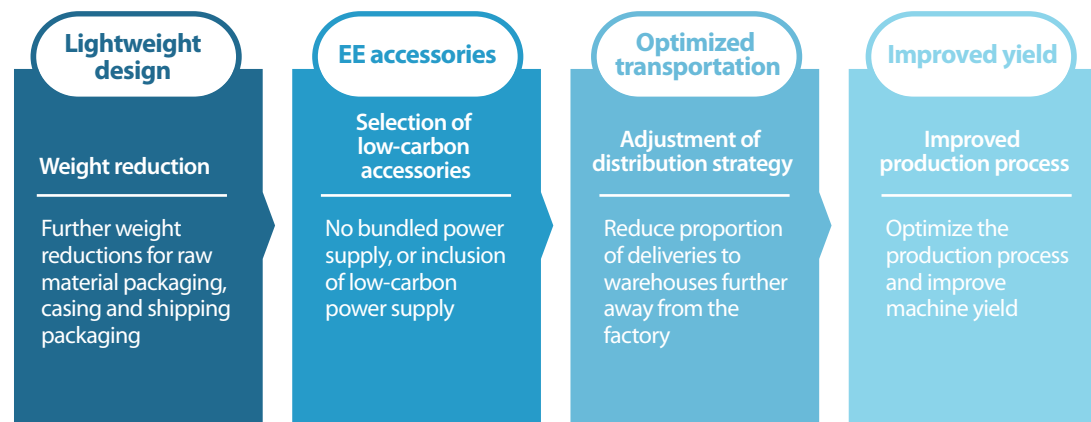 Lightweight
design
Weight reduction
Further weight
reductions for raw
material packaging,
casing and shipping
packaging
EE accessories
Selection of
low-carbon
accessories
No bundled power
supply, or inclusion
of low-carbon
power supply
Optimized
transportation
Adjustment of
distribution strategy
Reduce proportion
of deliveries to
warehouses further
away from the
factory
Improved yield
Improved
production process
Optimize the
production process
and improve
machine yield